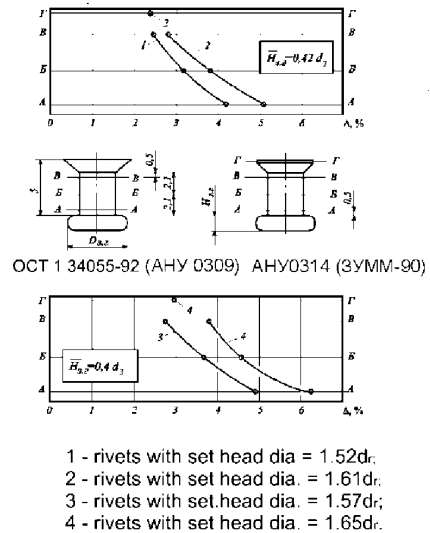 Г Г
В 3 В
1 2
H̅з.г=0,42 dз
Б Б
А А
0 1 2 3 4 5 6 Δ, %
0,5
Г Г
В В В В
5 Б Б 2,1 Б Б
А А 2,1 Hз.г А А 0,5
Dз.г
ОСТ 1 34055-92 (АНУ 0309) АНУ0314 (ЗУММ-90)
Г Г
4
В В
3 4
Б Б
H̅з.г=0,4 dз
А А
0 1 2 3 4 5 6 Δ, %
1 - rivets with set head dia = 1.52dr;
2 - rivets with set head dia. = 1.61dr;
3 - rivets with set.head dia. = 1.57dr;
4 - rivets with set head dia. = 1.65dr.